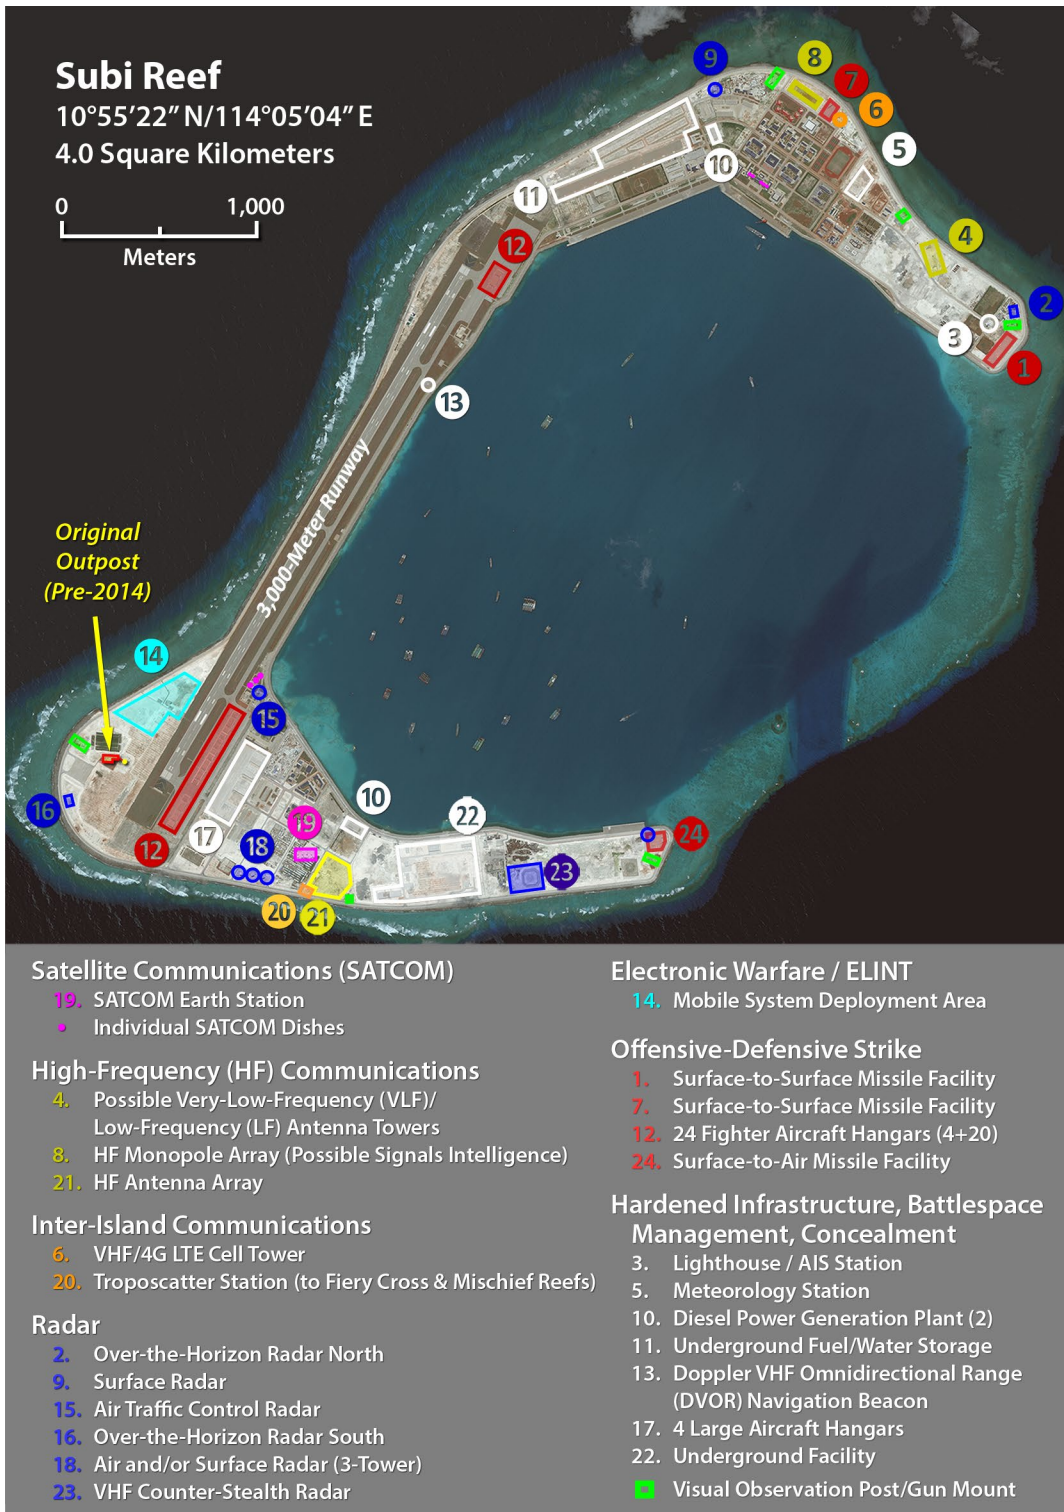 Subi Reef
10°55’22” N/114°05’04” E
4.0 Square Kilometers
0 1,000
Meters
9
8
7
6
5
10
11
12
4
2
3
1
13
3,000-Meter Runway
Original
Outpost
(Pre-2014)
14
15
16
10
22
19
17
18
12
24
23
20
21
Satellite Communications (SATCOM)
19. SATCOM Earth Station
• Individual SATCOM Dishes
High-Frequency (HF) Communications
4. Possible Very-Low-Frequency (VLF)/
Low-Frequency (LF) Antenna Towers
8. HF Monopole Array (Possible Signals Intelligence)
21. HF Antenna Array
Inter-Island Communications
6. VHF/4G LTE Cell Tower
20. Troposcatter Station (to Fiery Cross & Mischief Reefs)
Radar
2. Over-the-Horizon Radar North
9. Surface Radar
15. Air Traffic Control Radar
16. Over-the-Horizon Radar South
18. Air and/or Surface Radar (3-Tower)
23. VHF Counter-Stealth Radar
Electronic Warfare / ELINT
14. Mobile System Deployment Area
Offensive-Defensive Strike
1. Surface-to-Surface Missile Facility
7. Surface-to-Surface Missile Facility
12. 24 Fighter Aircraft Hangars (4+20)
24. Surface-to-Air Missile Facility
Hardened Infrastructure, Battlespace
Management, Concealment
3. Lighthouse / AIS Station
5. Meteorology Station
10. Diesel Power Generation Plant (2)
11. Underground Fuel/Water Storage
13. Doppler VHF Omnidirectional Range
(DVOR) Navigation Beacon
17. 4 Large Aircraft Hangars
22. Underground Facility
Visual Observation Post/Gun Mount